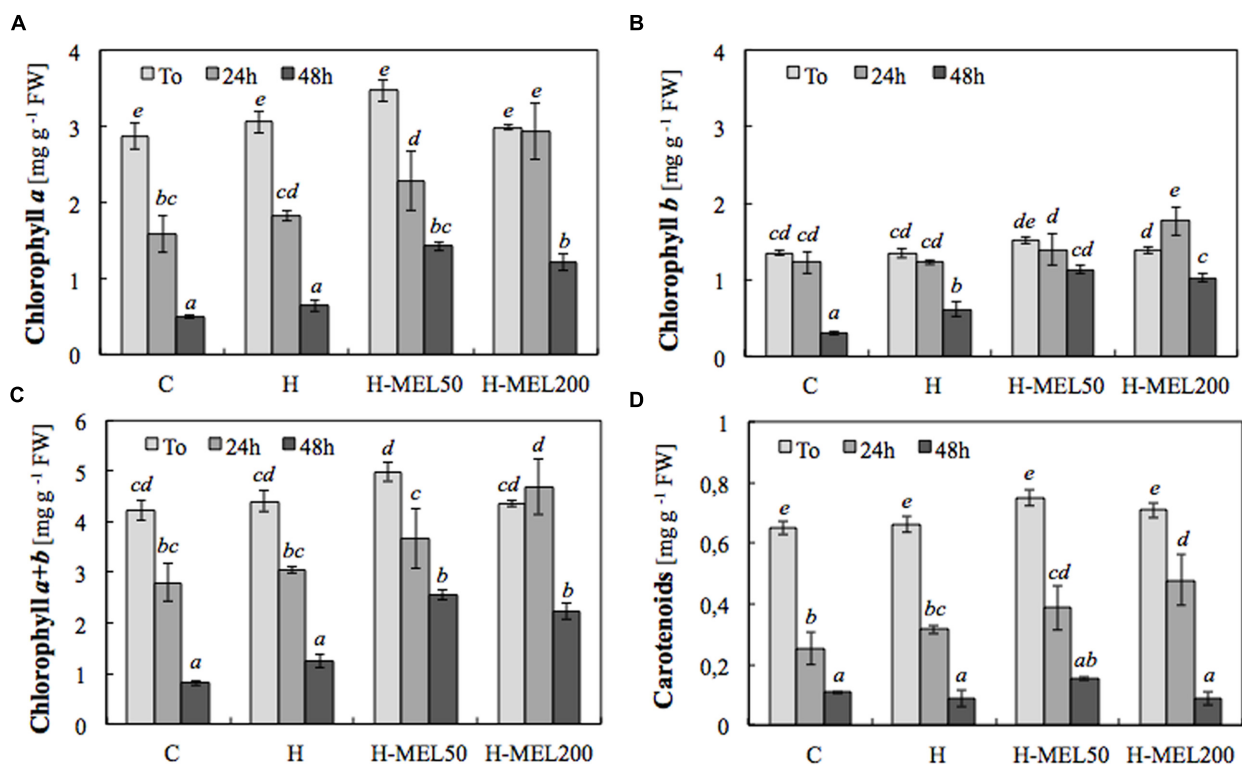 A
Chlorophyll a [mg g -1 FW]
4
3
2
1
0
To 24h 48h
e bc a
e cd a
e d bc
e e b
C H H-MEL50 H-MEL200
B
Chlorophyll b [mg g -1 FW]
4
3
2
1
0
To 24h 48h
cd cd a
cd cd b
de d cd
d e c
C H H-MEL50 H-MEL200
C
Chlorophyll a+b [mg g -1 FW]
6
5
4
3
2
1
0
To 24h 48h
cd bc a
cd bc a
d c b
cd d b
C H H-MEL50 H-MEL200
D
Carotenoids [mg g -1 FW]
1
0,8
0,6
0,4
0,2
0
To 24h 48h
e b a
e bc a
e cd ab
e d a
C H H-MEL50 H-MEL200